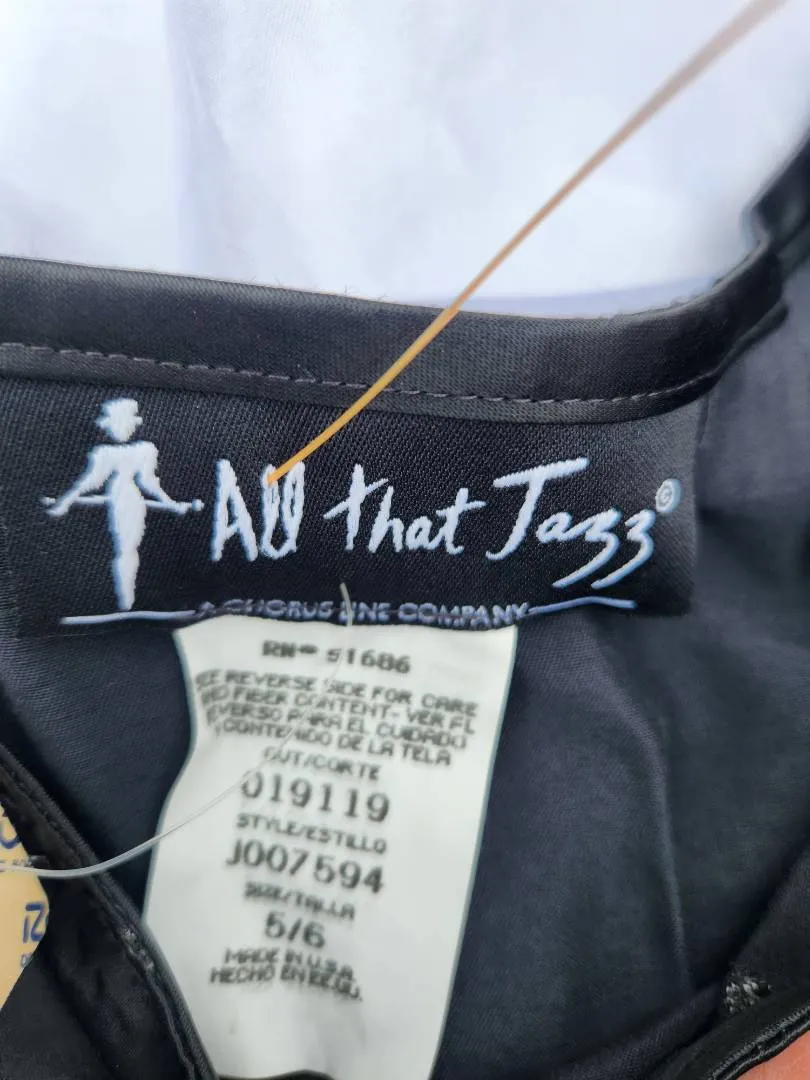 All that Jazz©
A CHORUS LINE COMPANY
RN# 51686
SEE REVERSE SIDE FOR CARE
AND FIBER CONTENT- VER EL
REVERSO PARA EL CUIDADO
Y CONTENIDO DE LA TELA
CUT/CORTE
019119
STYLE/ESTILLO
J007594
SIZE/TALLA
5/6
MADE IN U.S.A.
HECHO EN EE.UU.